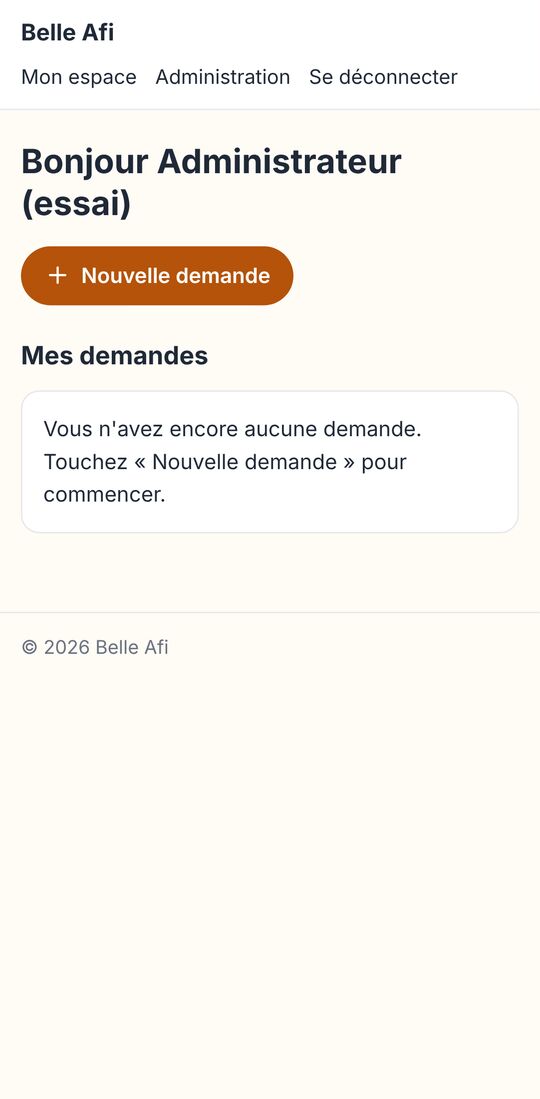 Belle Afi
Mon espace Administration Se déconnecter
Bonjour Administrateur
(essai)
+ Nouvelle demande
Mes demandes
Vous n'avez encore aucune demande.
Touchez « Nouvelle demande » pour
commencer.
© 2026 Belle Afi